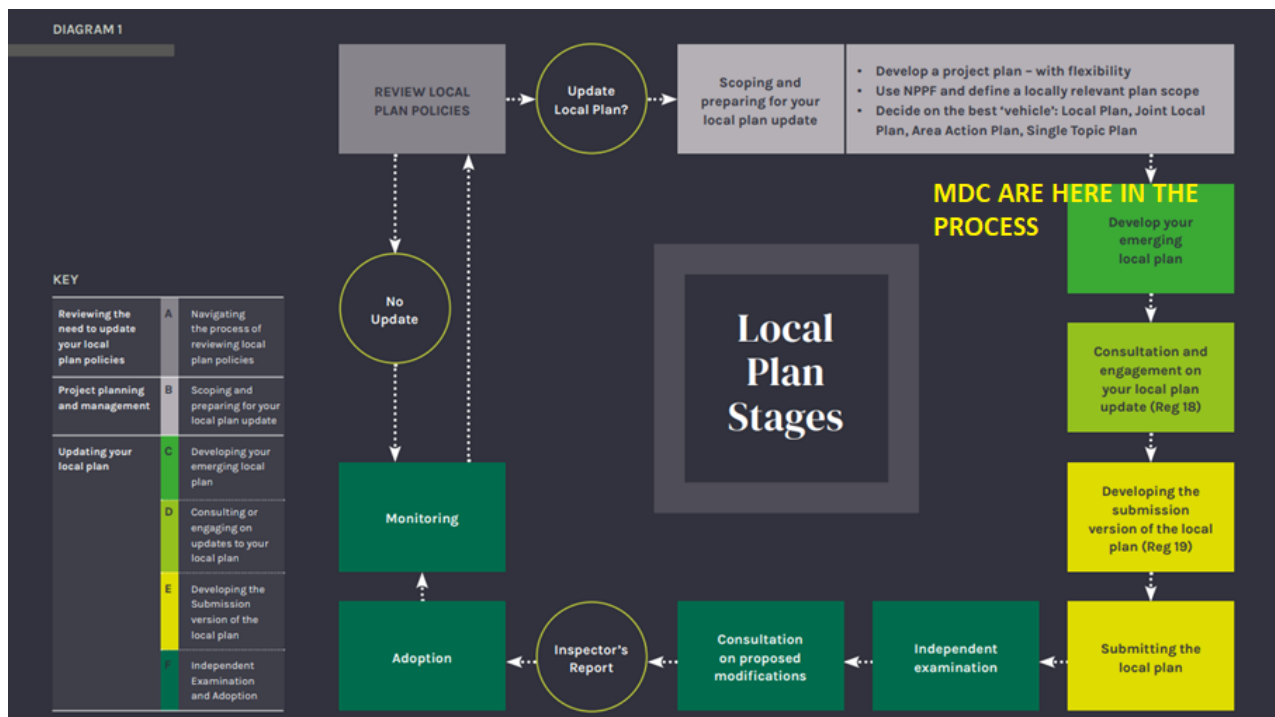 DIAGRAM 1
REVIEW LOCAL
PLAN POLICIES
Update
Local Plan?
Scoping and
preparing for your
local plan update
• Develop a project plan – with flexibility
• Use NPPF and define a locally relevant plan scope
• Decide on the best ‘vehicle’: Local Plan, Joint Local
Plan, Area Action Plan, Single Topic Plan
MDC ARE HERE IN THE
PROCESS
Develop your
emerging
local plan
Consultation and
engagement on
your local plan
update (Reg 18)
Developing the
submission
version of the local
plan (Reg 19)
Submitting the
local plan
Independent
examination
Consultation
on proposed
modifications
Inspector’s
Report
Adoption
Monitoring
No
Update
Local
Plan
Stages
KEY
Reviewing the
need to update
your local
plan policies
A
Navigating
the process of
reviewing local
plan policies
Project planning
and management
B
Scoping and
preparing for your
local plan update
Updating your
local plan
C
Developing your
emerging local
plan
D
Consulting or
engaging on
updates to your
local plan
E
Developing the
Submission
version of the
local plan
F
Independent
Examination
and Adoption